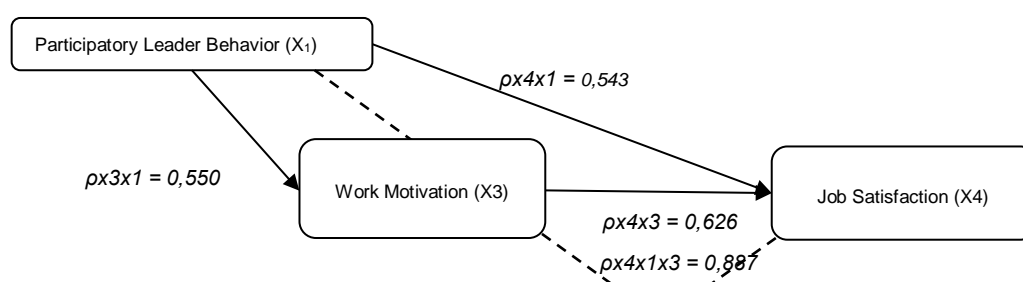 Participatory Leader Behavior (X₁)
ρx4x1 = 0,543
ρx3x1 = 0,550
Work Motivation (X3)
Job Satisfaction (X4)
ρx4x3 = 0,626
ρx4x1x3 = 0,887